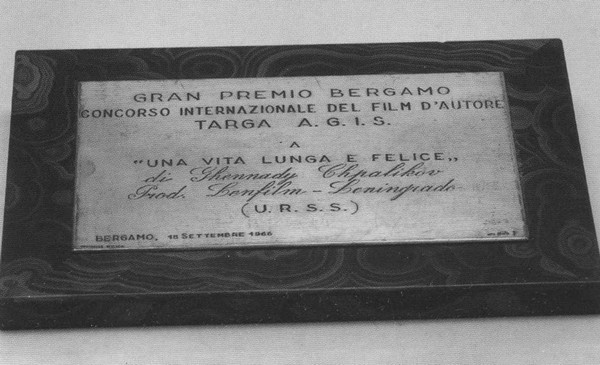 GRAN PREMIO BERGAMO
CONCORSO INTERNAZIONALE DEL FILM D'AUTORE
TARGA A.G.I.S.
A
"UNA VITA LUNGA E FELICE„
di Ghennady Chpalikov
Prod. Lenfilm - Leningrado
(U.R.S.S.)
BERGAMO, 18 SETTEMBRE 1966